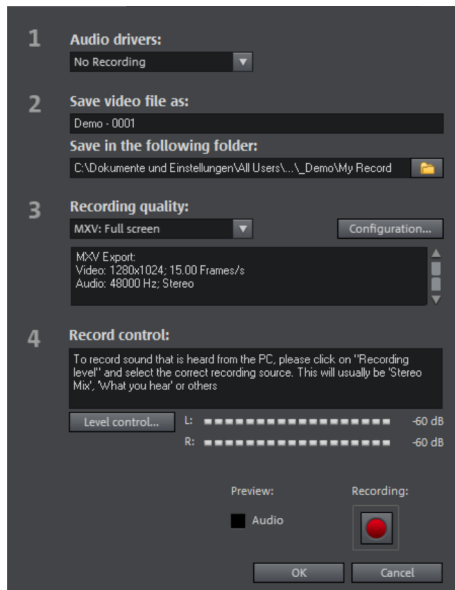 1 Audio drivers:
No Recording
2 Save video file as:
Demo - 0001
Save in the following folder:
C:\Dokumente und Einstellungen\All Users\...\_Demo\My Record
3 Recording quality:
MXV: Full screen Configuration...
MXV Export:
Video: 1280x1024; 15.00 Frames/s
Audio: 48000 Hz; Stereo
4 Record control:
To record sound that is heard from the PC, please click on "Recording
level" and select the correct recording source. This will usually be 'Stereo
Mix', 'What you hear' or others
Level control... L: -60 dB
R: -60 dB
Preview: Recording:
Audio
OK Cancel